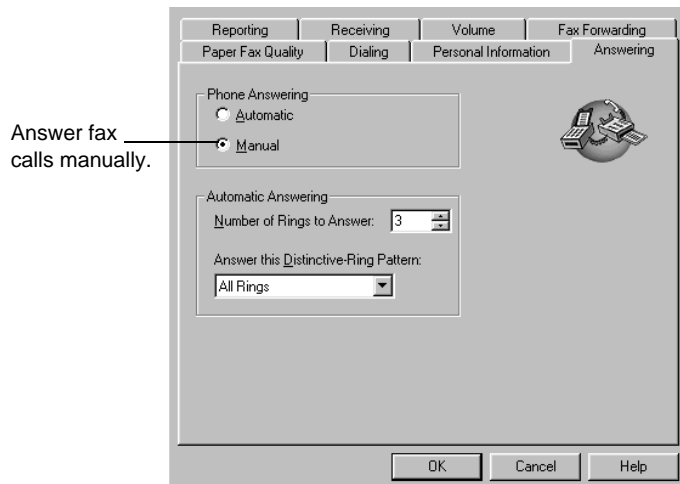 Reporting Receiving Volume Fax Forwarding
Paper Fax Quality Dialing Personal Information Answering
Phone Answering
Automatic
Answer fax
calls manually.
Manual
Automatic Answering
Number of Rings to Answer: 3
Answer this Distinctive-Ring Pattern:
All Rings
OK Cancel Help